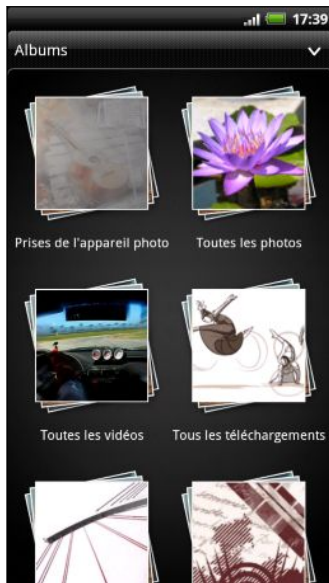 17:39
Albums
Prises de l'appareil photo
Toutes les photos
Toutes les vidéos
Tous les téléchargements